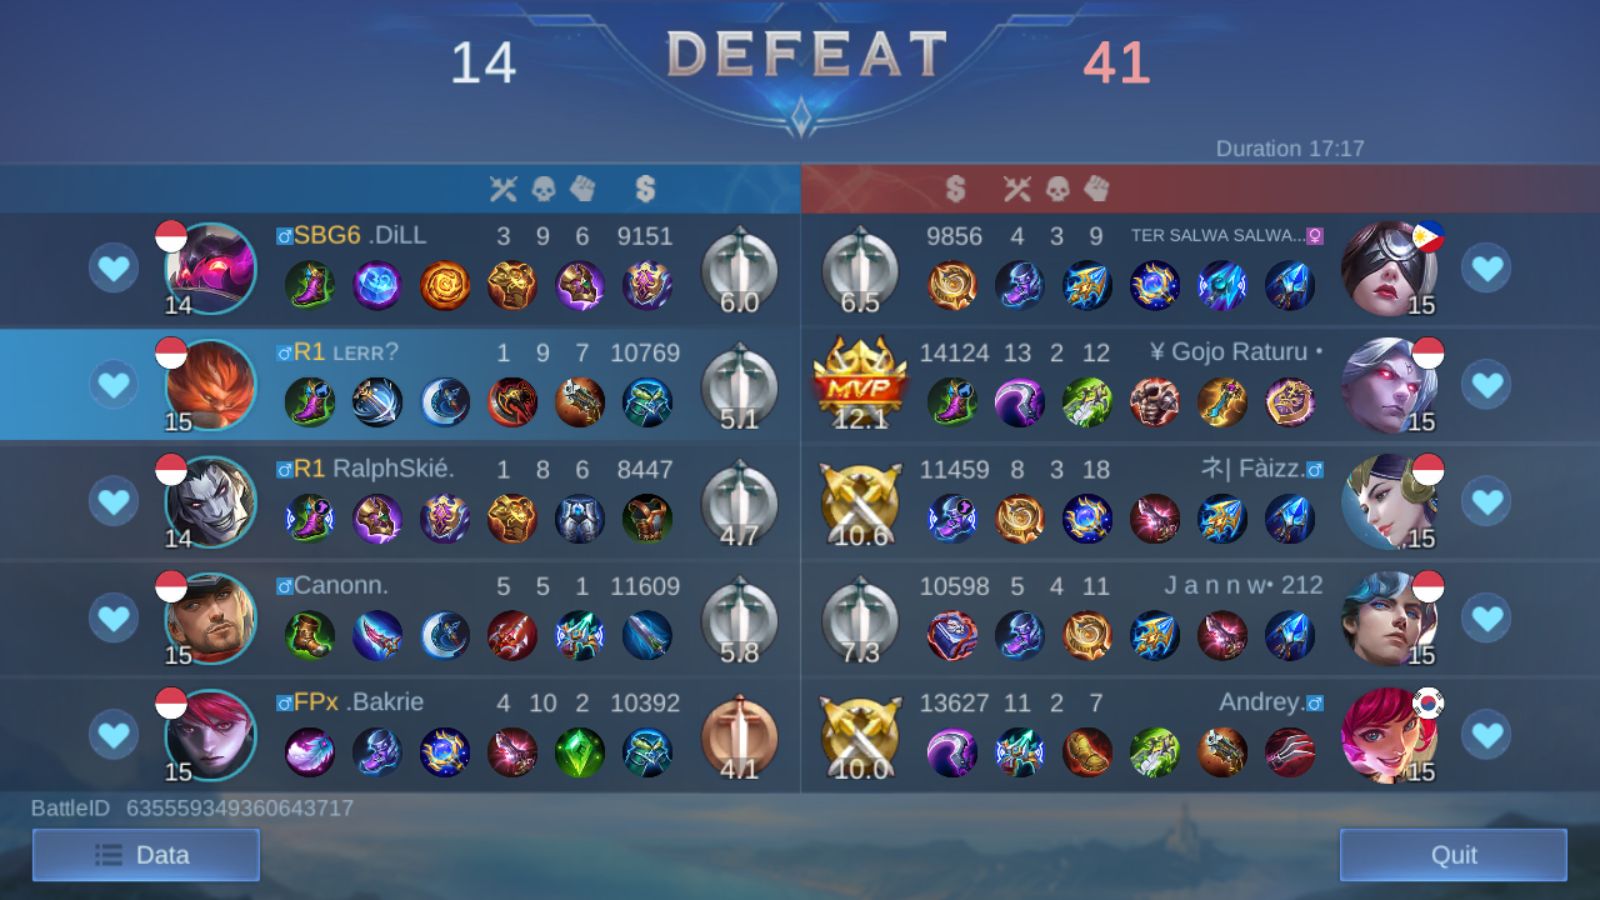 14 DEFEAT 41
Duration 17:17
SBG6 .DiLL 3 9 6 9151
14 6.0
9856 4 3 9 TER SALWA SALWA...
6.5 15
R1 ʟᴇʀʀ? 1 9 7 10769
15 5.1
14124 13 2 12 ¥ Gojo Raturu •
MVP
12.1 15
R1 RalphSkié. 1 8 6 8447
14 4.7
11459 8 3 18 ネ| Fàizz.
10.6 15
Canonn. 5 5 1 11609
15 5.8
10598 5 4 11 J a n n w• 212
7.3 15
FPx .Bakrie 4 10 2 10392
15 4.1
13627 11 2 7 Andrey.
10.0 15
BattleID 635559349360643717
Data
Quit